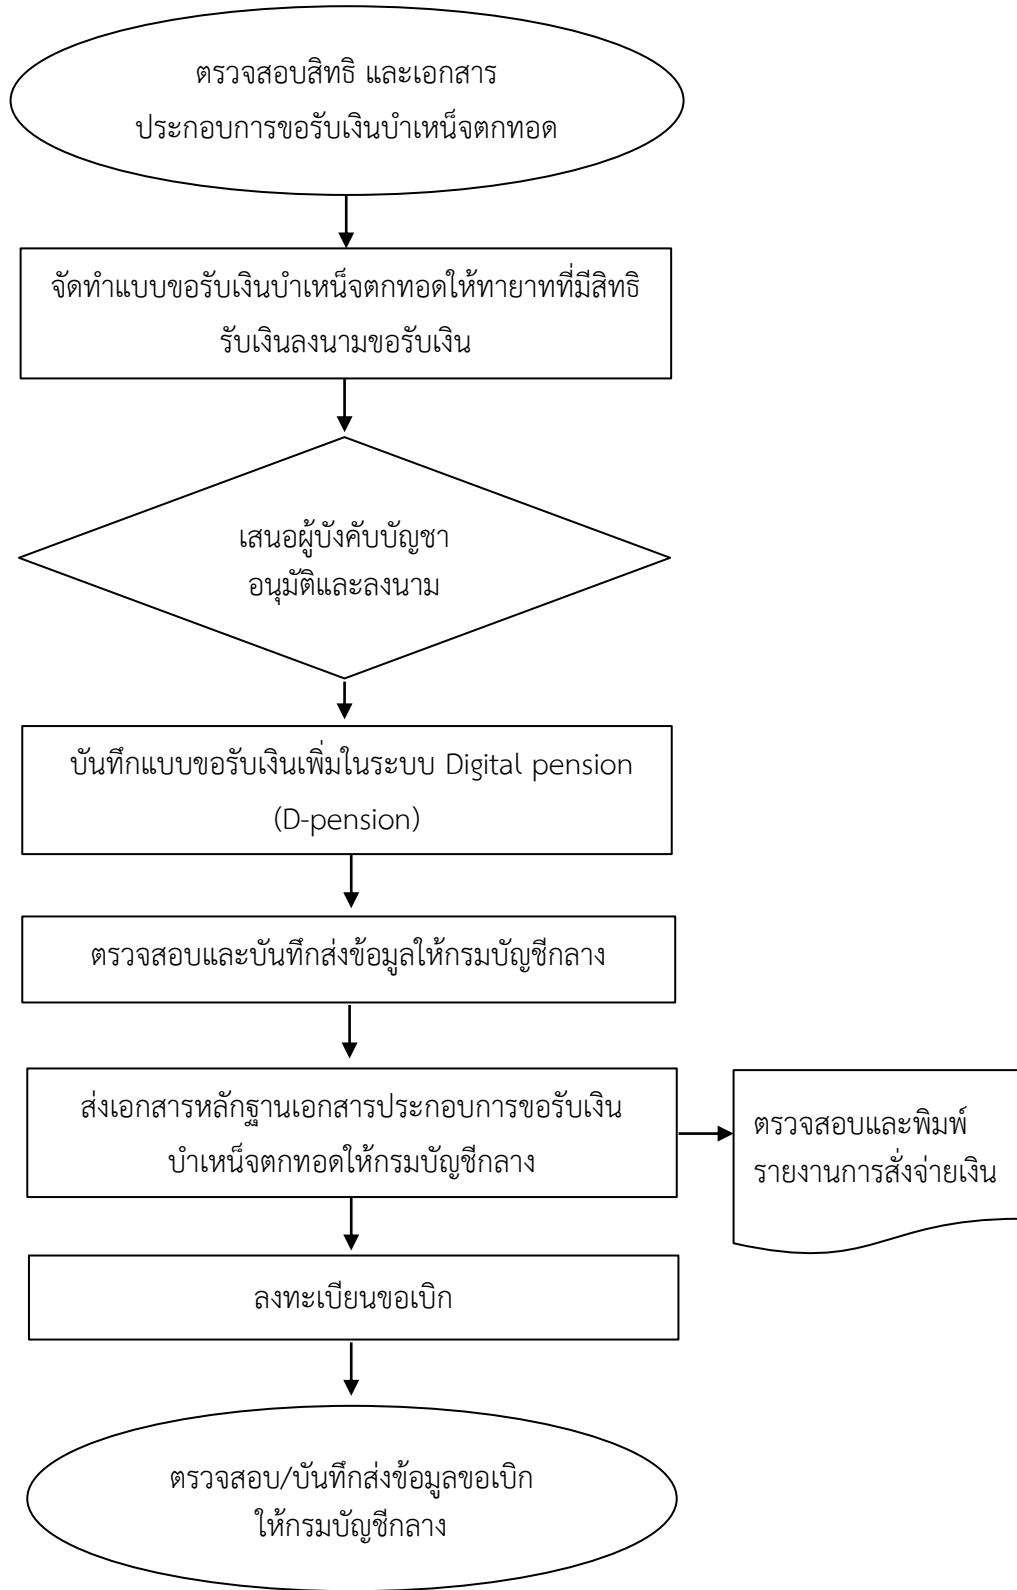 ตรวจสอบสิทธิ และเอกสาร
ประกอบการขอรับเงินบำเหน็จตกทอด
จัดทำแบบขอรับเงินบำเหน็จตกทอดให้ทายาทที่มีสิทธิ
รับเงินลงนามขอรับเงิน
เสนอผู้บังคับบัญชา
อนุมัติและลงนาม
บันทึกแบบขอรับเงินเพิ่มในระบบ Digital pension
(D-pension)
ตรวจสอบและบันทึกส่งข้อมูลให้กรมบัญชีกลาง
ส่งเอกสารหลักฐานเอกสารประกอบการขอรับเงิน
บำเหน็จตกทอดให้กรมบัญชีกลาง
ตรวจสอบและพิมพ์
รายงานการสั่งจ่ายเงิน
ลงทะเบียนขอเบิก
ตรวจสอบ/บันทึกส่งข้อมูลขอเบิก
ให้กรมบัญชีกลาง